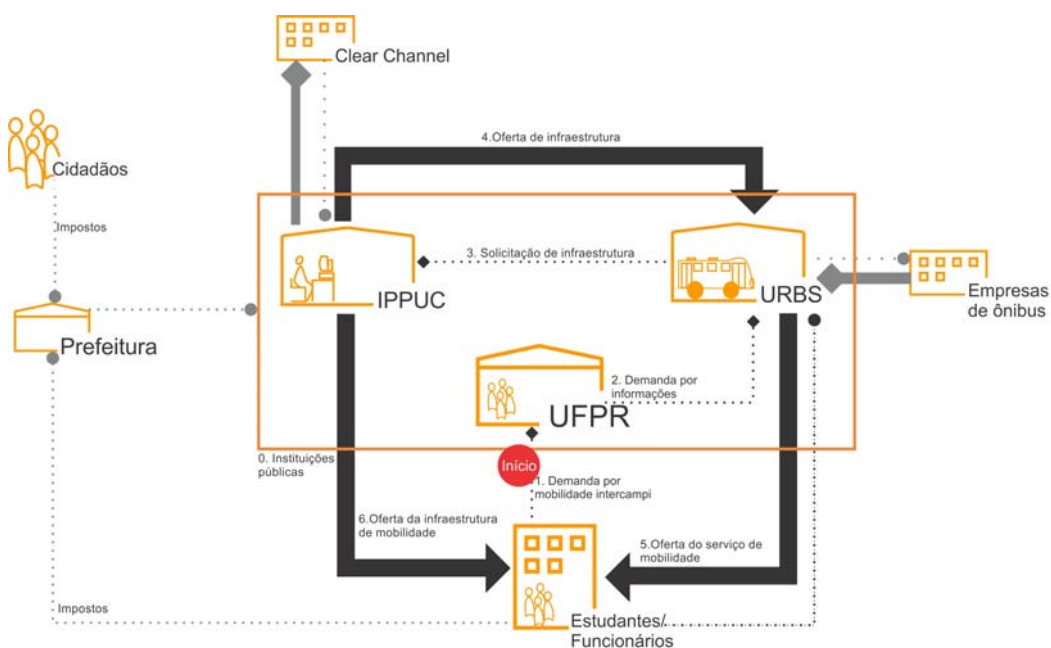 Clear Channel
4.Oferta de infraestrutura
Cidadãos
Impostos
3. Solicitação de infraestrutura
IPPUC
URBS
Empresas
de ônibus
Prefeitura
2. Demanda por
informações
UFPR
0. Instituições
públicas
Início
1. Demanda por
mobilidade intercampi
6.Oferta da infraestrutura
de mobilidade
5.Oferta do serviço de
mobilidade
Impostos
Estudantes/
Funcionários